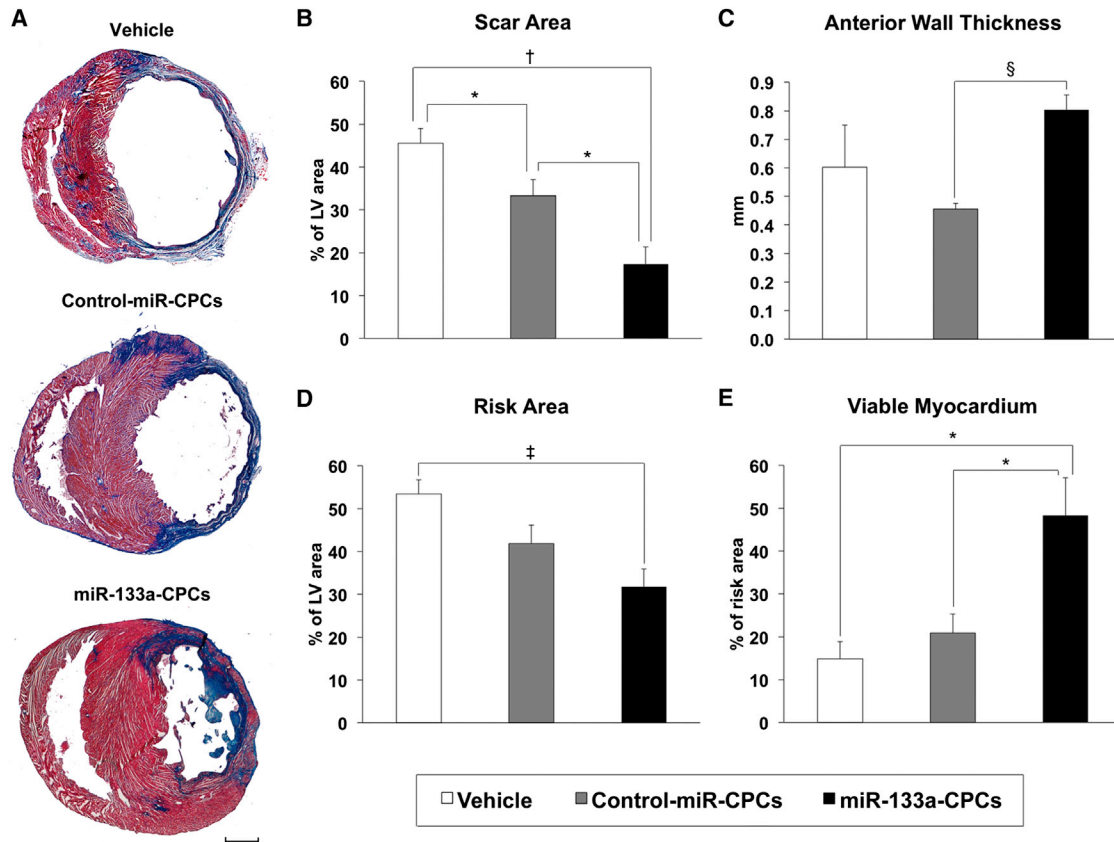 A
Vehicle
Control-miR-CPCs
miR-133a-CPCs
B
Scar Area
% of LV area
60
50
40
30
20
10
0
†
*
*
C
Anterior Wall Thickness
mm
0.9
0.8
0.7
0.6
0.5
0.4
0.3
0.2
0.1
0.0
§
D
Risk Area
% of LV area
60
50
40
30
20
10
0
‡
E
Viable Myocardium
% of risk area
60
50
40
30
20
10
0
*
*
Vehicle
Control-miR-CPCs
miR-133a-CPCs